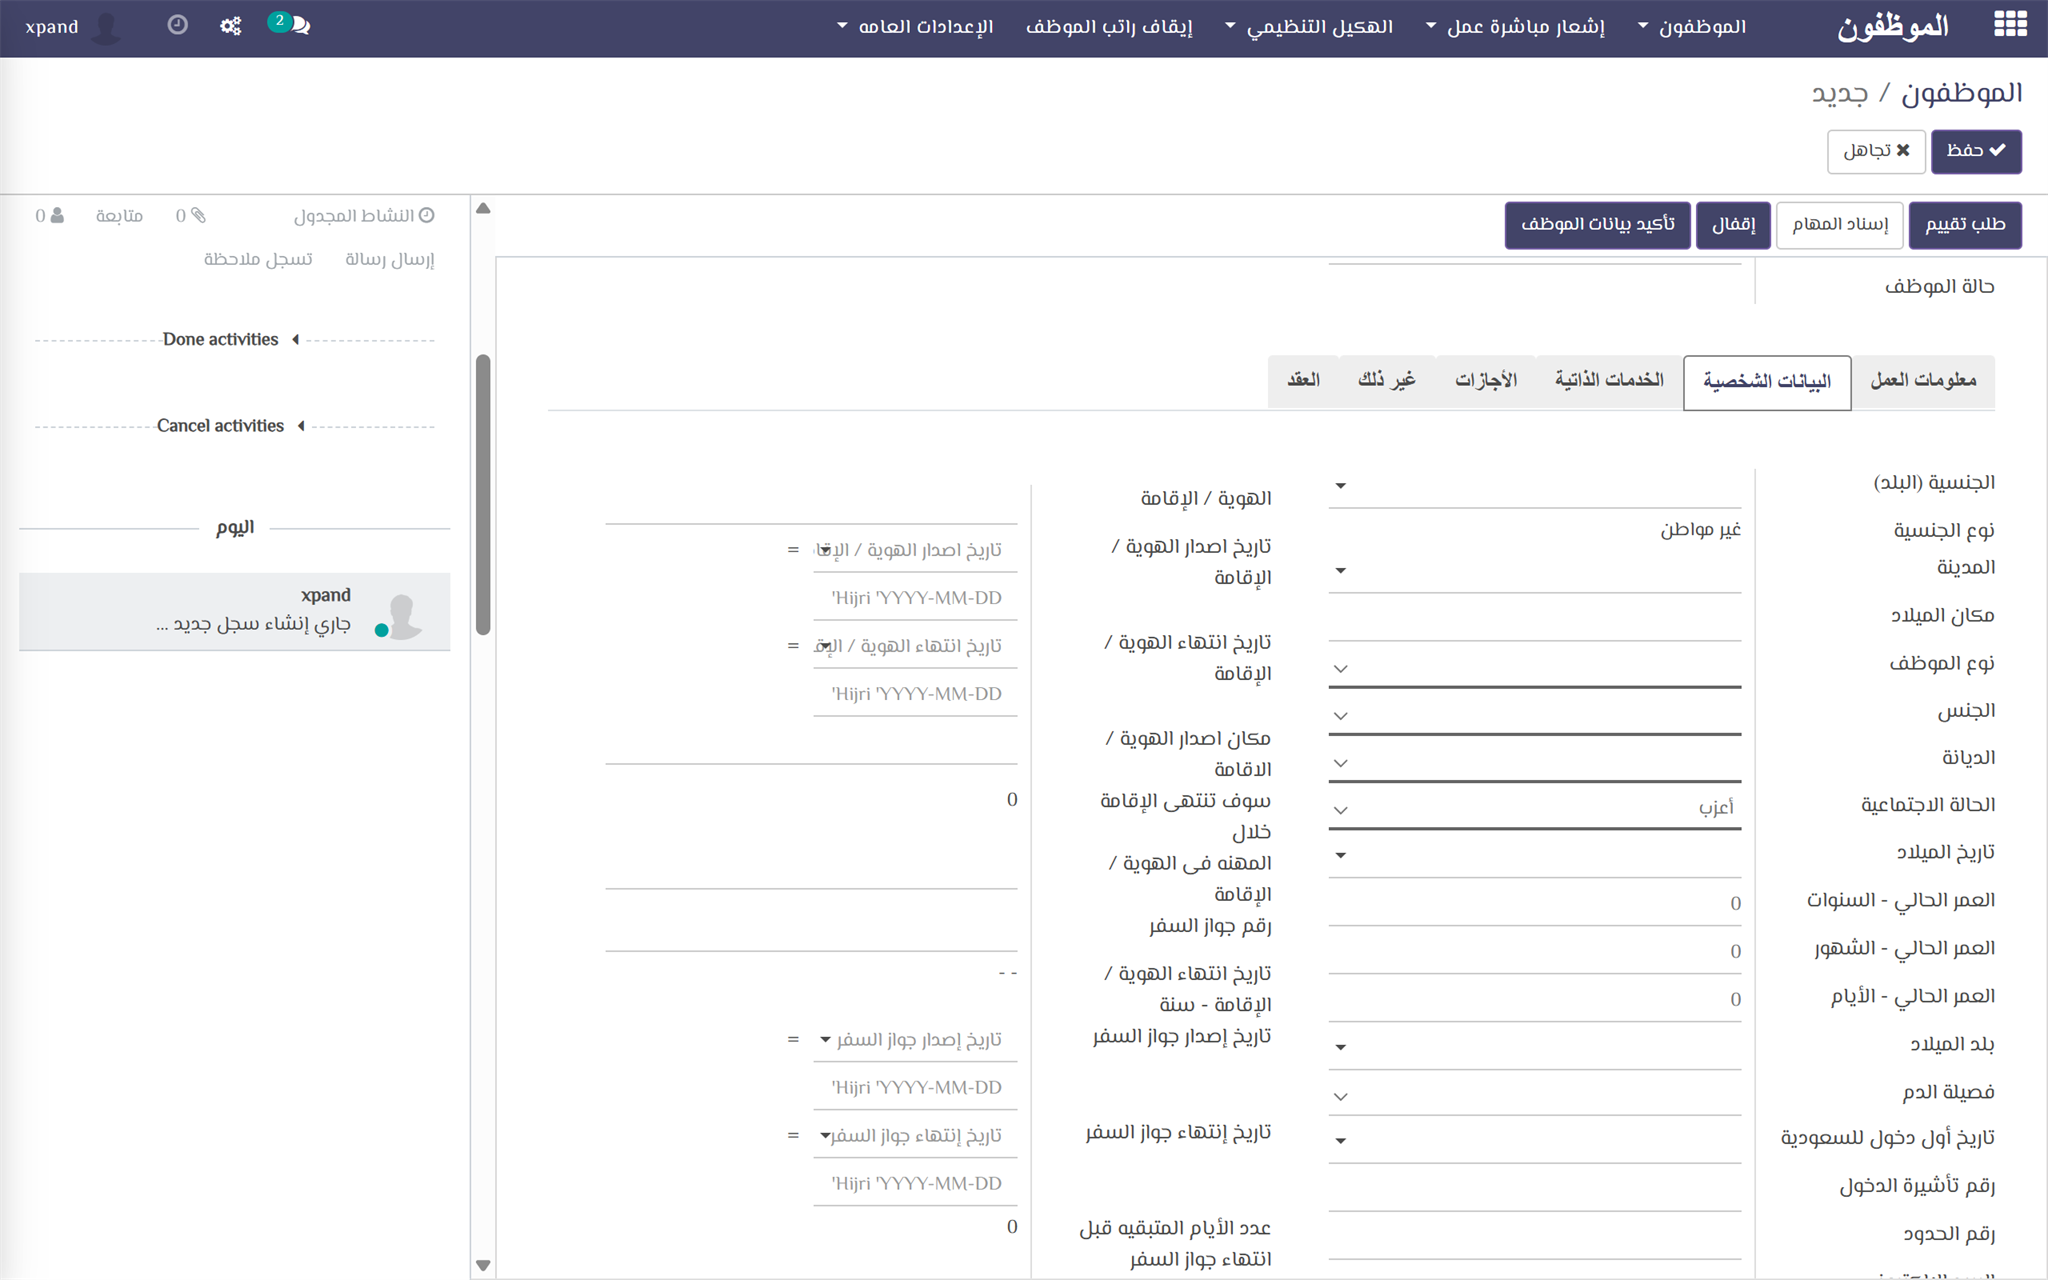 الموظفون
الموظفون
إشعار مباشرة عمل
الهكيل التنظيمي
إيقاف راتب الموظف
الإعدادات العامه
2
xpand
الموظفون / جديد
حفظ
تجاهل
طلب تقييم
إسناد المهام
إقفال
تأكيد بيانات الموظف
حالة الموظف
معلومات العمل
البيانات الشخصية
الخدمات الذاتية
الأجازات
غير ذلك
العقد
الجنسية (البلد)
نوع الجنسية
غير مواطن
المدينة
مكان الميلاد
نوع الموظف
الجنس
الديانة
الحالة الاجتماعية
أعزب
تاريخ الميلاد
العمر الحالي - السنوات
0
العمر الحالي - الشهور
0
العمر الحالي - الأيام
0
بلد الميلاد
فصيلة الدم
تاريخ أول دخول للسعودية
رقم تأشيرة الدخول
رقم الحدود
الهوية / الإقامة
تاريخ اصدار الهوية /
الإقامة
تاريخ اصدار الهوية /
=
Hijri 'YYYY-MM-DD'
تاريخ انتهاء الهوية /
الإقامة
تاريخ انتهاء الهوية /
=
Hijri 'YYYY-MM-DD'
مكان اصدار الهوية /
الاقامة
سوف تنتهى الإقامة
خلال
0
المهنه فى الهوية /
الإقامة
رقم جواز السفر
تاريخ انتهاء الهوية /
الإقامة - سنة
- -
تاريخ إصدار جواز السفر
تاريخ إصدار جواز السفر
=
Hijri 'YYYY-MM-DD'
تاريخ إنتهاء جواز السفر
تاريخ إنتهاء جواز السفر
=
Hijri 'YYYY-MM-DD'
عدد الأيام المتبقيه قبل
انتهاء جواز السفر
0
النشاط المجدول
0
متابعة
0
إرسال رسالة
تسجل ملاحظة
Done activities
Cancel activities
اليوم
xpand
جاري إنشاء سجل جديد ...